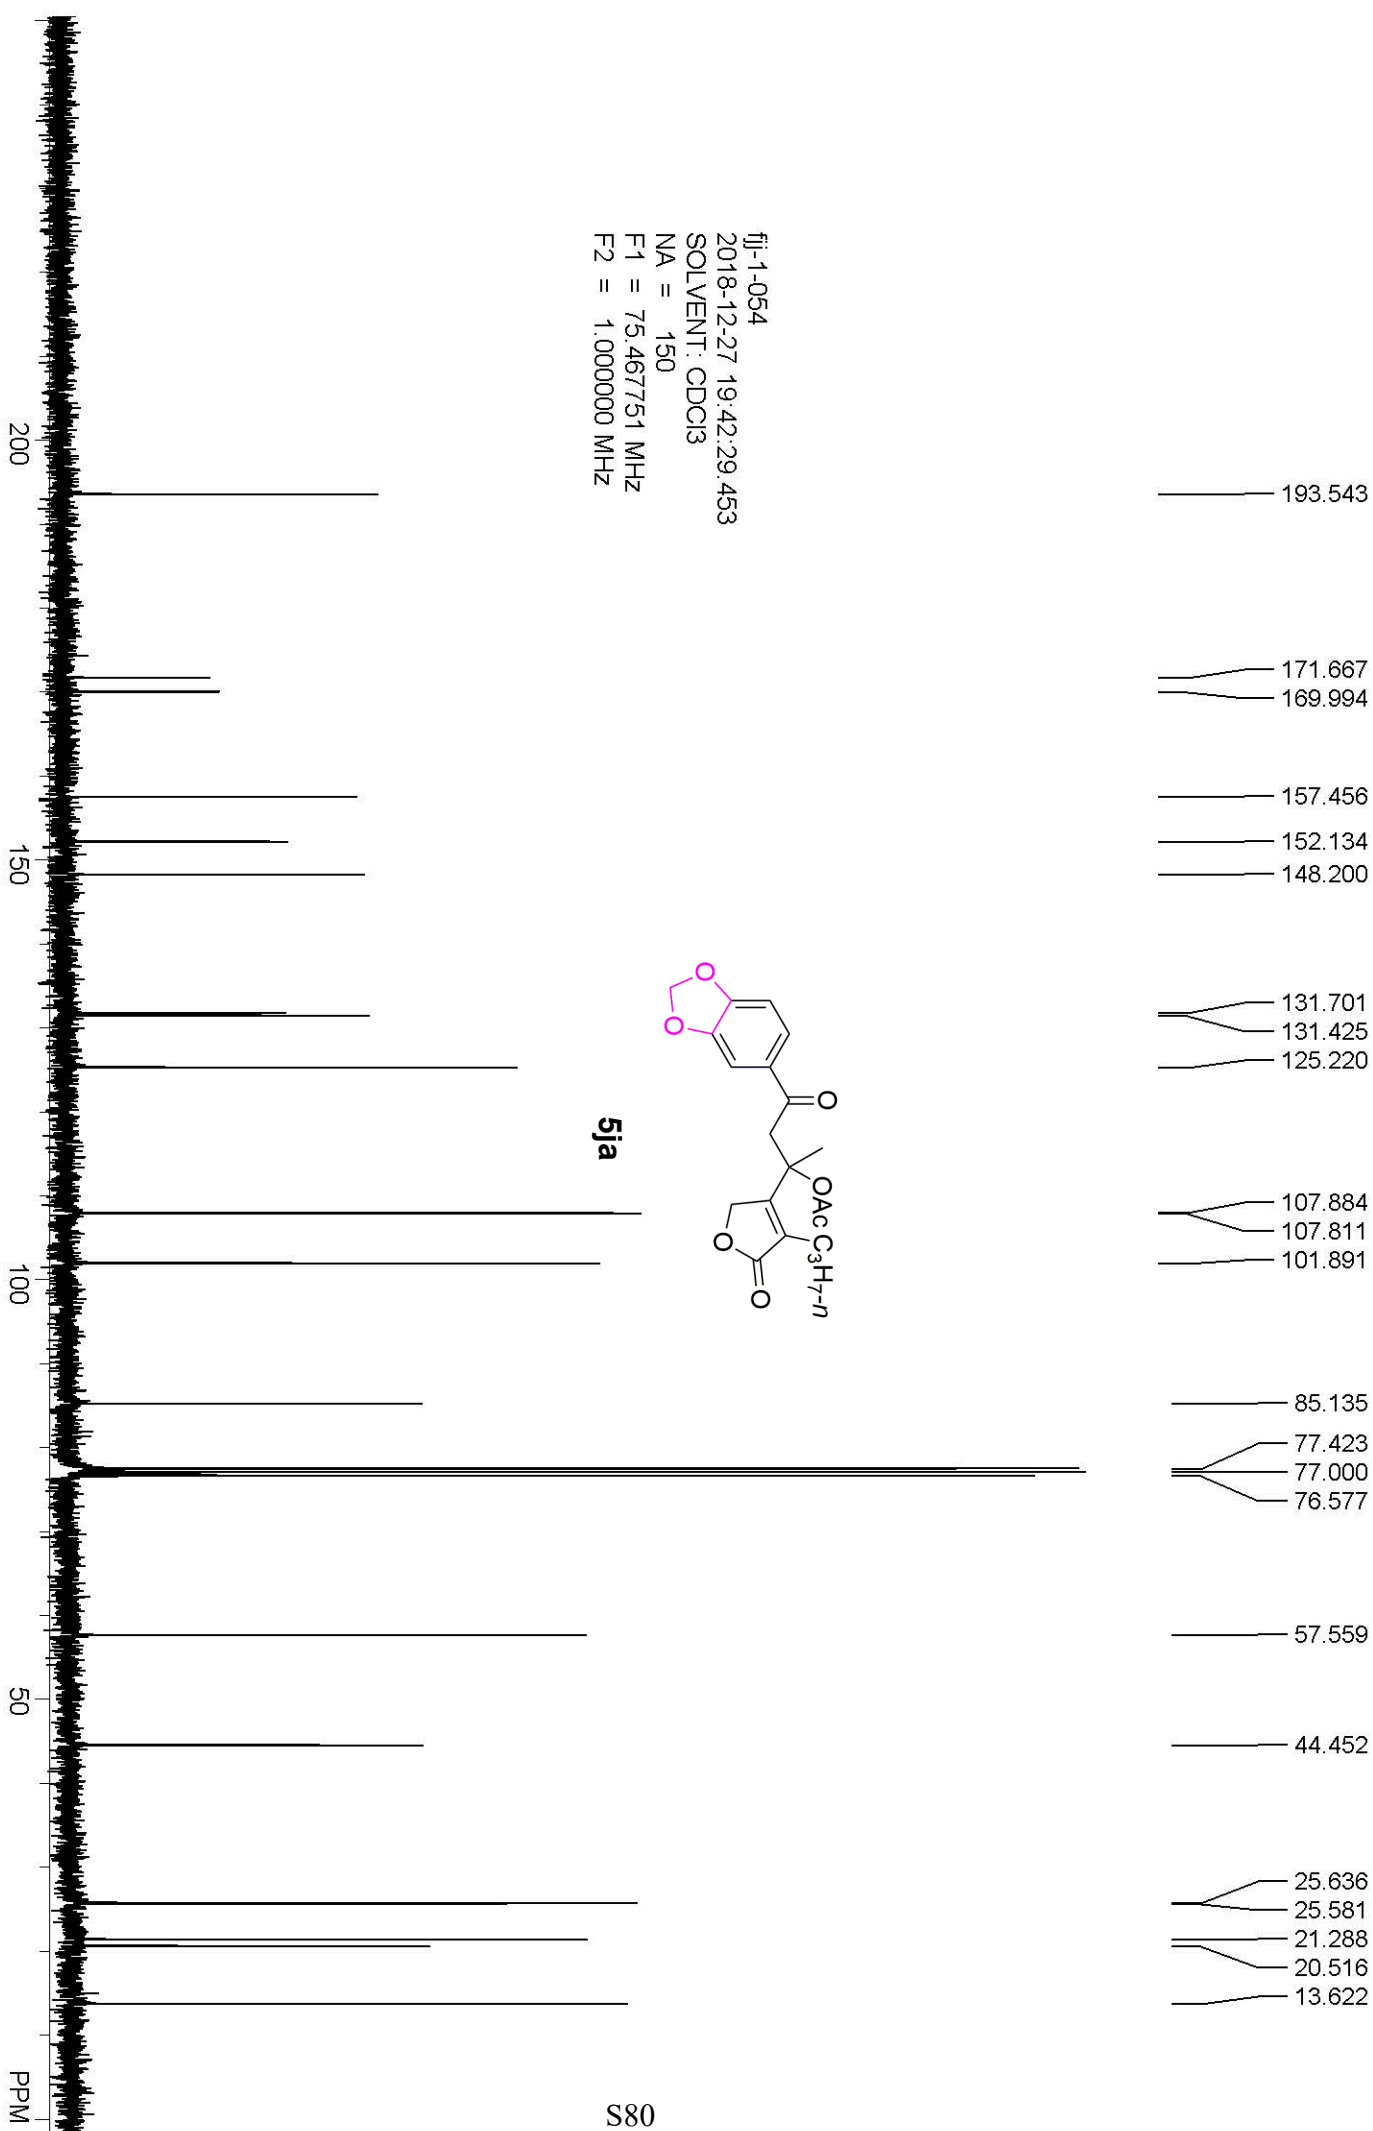 fjj-1-054
2018-12-27 19:42:29.453
SOLVENT: CDCl3
NA = 150
F1 = 75.467751 MHz
F2 = 1.000000 MHz
193.543
171.667
169.994
157.456
152.134
148.200
131.701
131.425
125.220
107.884
107.811
101.891
85.135
77.423
77.000
76.577
57.559
44.452
25.636
25.581
21.288
20.516
13.622
O
O
O
OAc
C3H7-n
O
O
5ja
200
150
100
50
PPM
S80